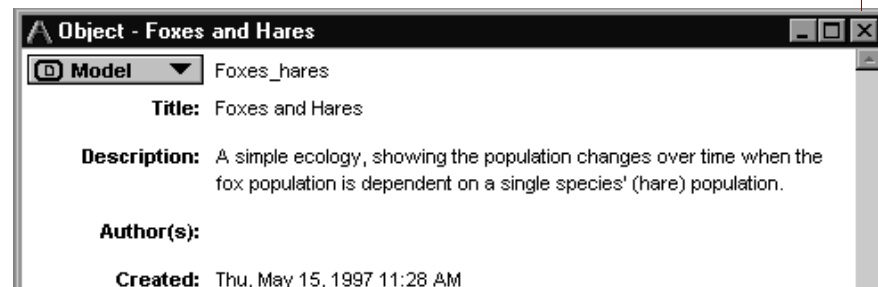 Object - Foxes and Hares
Model Foxes_hares
Title: Foxes and Hares
Description: A simple ecology, showing the population changes over time when the
fox population is dependent on a single species' (hare) population.
Author(s):
Created: Thu, May 15, 1997 11:28 AM